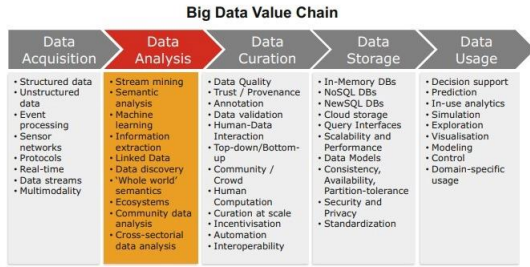 Big Data Value Chain
Data
Acquisition
• Structured data
• Unstructured
data
• Event
processing
• Sensor
networks
• Protocols
• Real-time
• Data streams
• Multimodality
Data
Analysis
• Stream mining
• Semantic
analysis
• Machine
learning
• Information
extraction
• Linked Data
• Data discovery
• 'Whole world'
semantics
• Ecosystems
• Community data
analysis
• Cross-sectorial
data analysis
Data
Curation
• Data Quality
• Trust / Provenance
• Annotation
• Data validation
• Human-Data
Interaction
• Top-down/Bottom-
up
• Community /
Crowd
• Human
Computation
• Curation at scale
• Incentivisation
• Automation
• Interoperability
Data
Storage
• In-Memory DBs
• NoSQL DBs
• NewSQL DBs
• Cloud storage
• Query Interfaces
• Scalability and
Performance
• Data Models
• Consistency,
Availability,
Partition-tolerance
• Security and
Privacy
• Standardization
Data
Usage
• Decision support
• Prediction
• In-use analytics
• Simulation
• Exploration
• Visualisation
• Modeling
• Control
• Domain-specific
usage